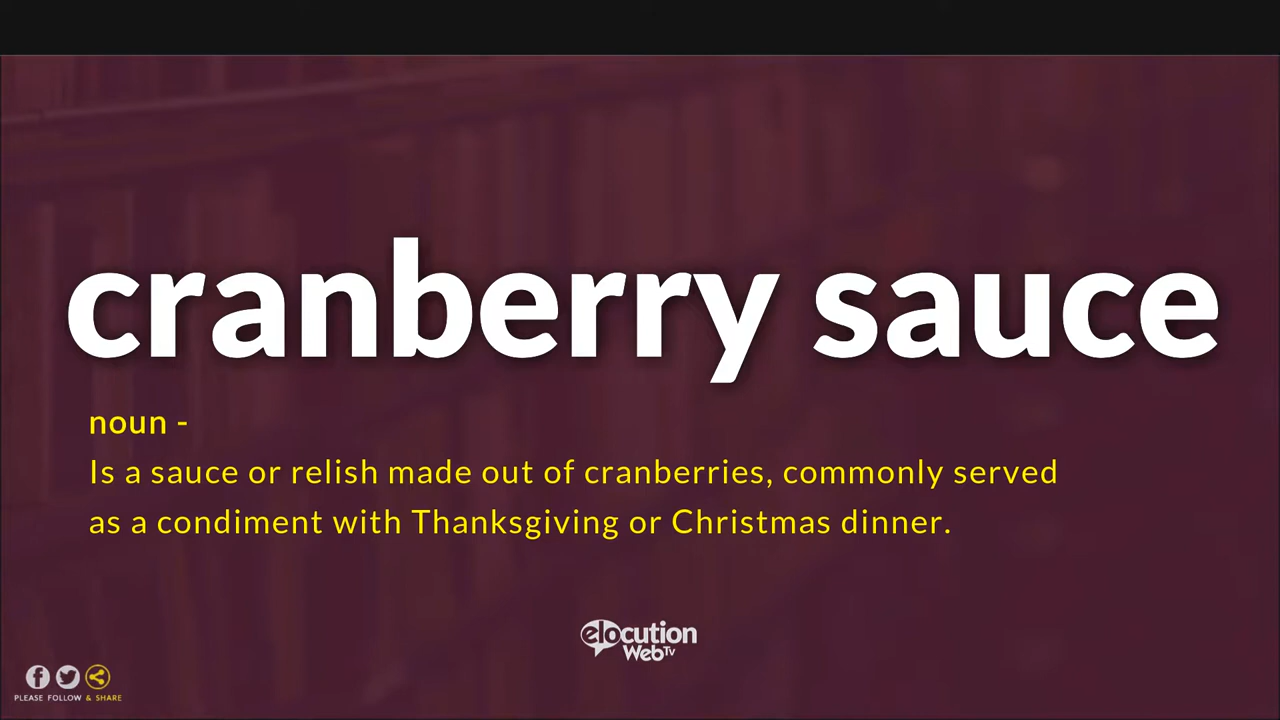 cranberry sauce
noun -
Is a sauce or relish made out of cranberries, commonly served
as a condiment with Thanksgiving or Christmas dinner.
elocution
WebTv
PLEASE FOLLOW & SHARE